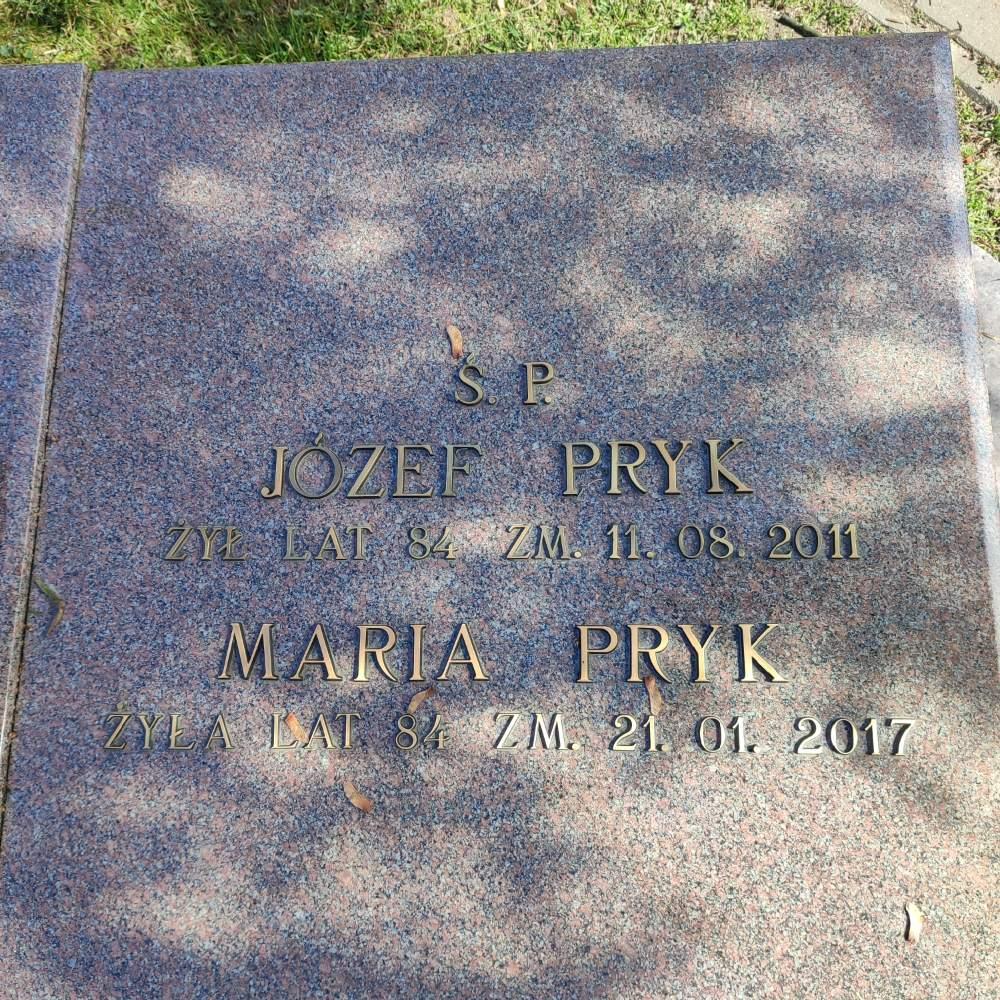 Ś. P.
JÓZEF PRYK
ŻYŁ LAT 84 ZM. 11. 08. 2011
MARIA PRYK
ŻYŁA LAT 84 ZM. 21. 01. 2017